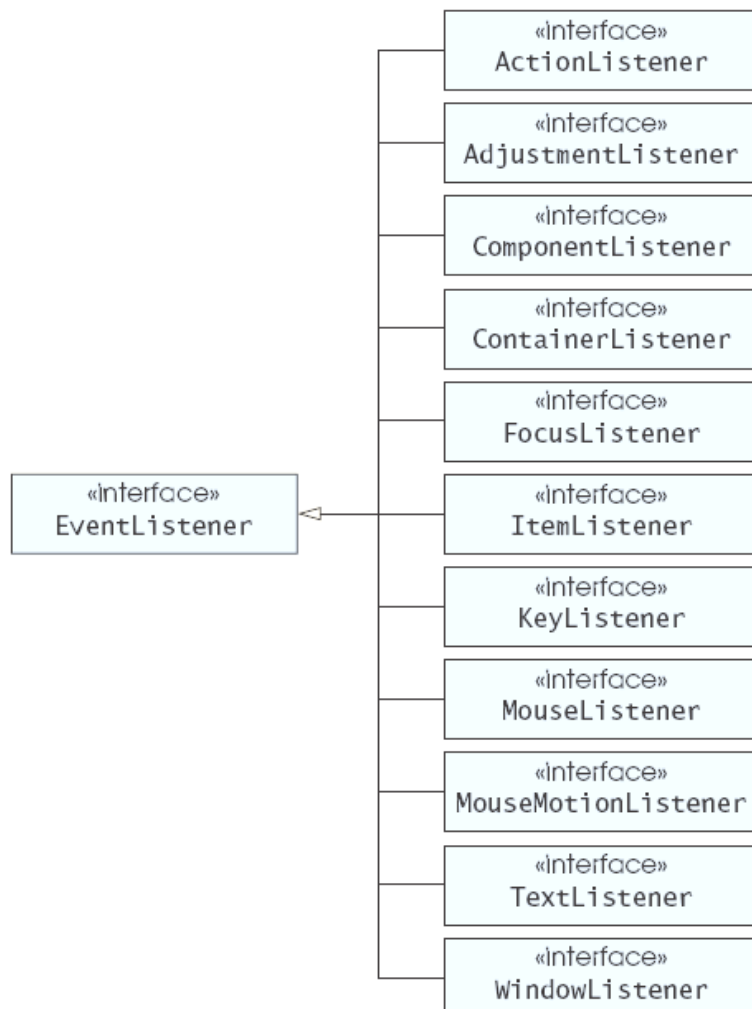 «interface»
ActionListener
«interface»
AdjustmentListener
«interface»
ComponentListener
«interface»
ContainerListener
«interface»
FocusListener
«interface»
EventListener
«interface»
ItemListener
«interface»
KeyListener
«interface»
MouseListener
«interface»
MouseMotionListener
«interface»
TextListener
«interface»
WindowListener